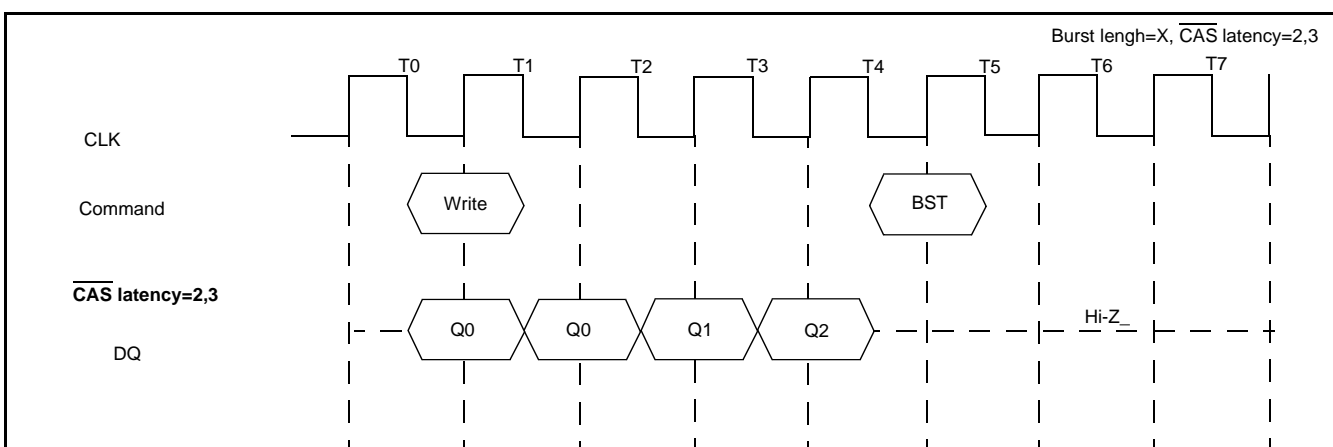 Burst lengh=X, CAS latency=2,3
T0 T1 T2 T3 T4 T5 T6 T7
CLK
Command Write BST
CAS latency=2,3
Q0 Q0 Q1 Q2 Hi-Z_
DQ